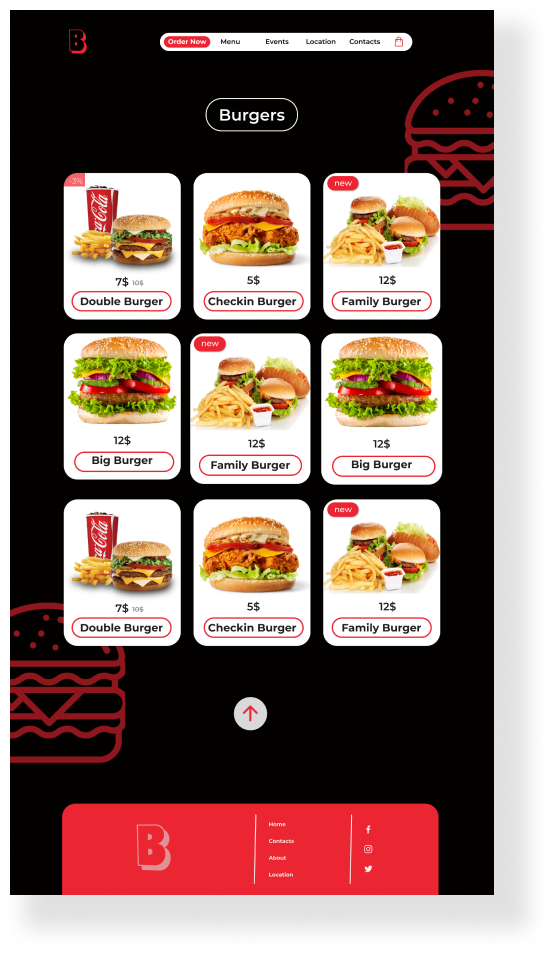 B
Order Now Menu Events Location Contacts
Burgers
-3%
new
Coca-Cola
7$ 10$
5$
12$
Double Burger
Checkin Burger
Family Burger
new
12$
12$
12$
Big Burger
Family Burger
Big Burger
new
Coca-Cola
7$ 10$
5$
12$
Double Burger
Checkin Burger
Family Burger
B
Home
Contacts
About
Location